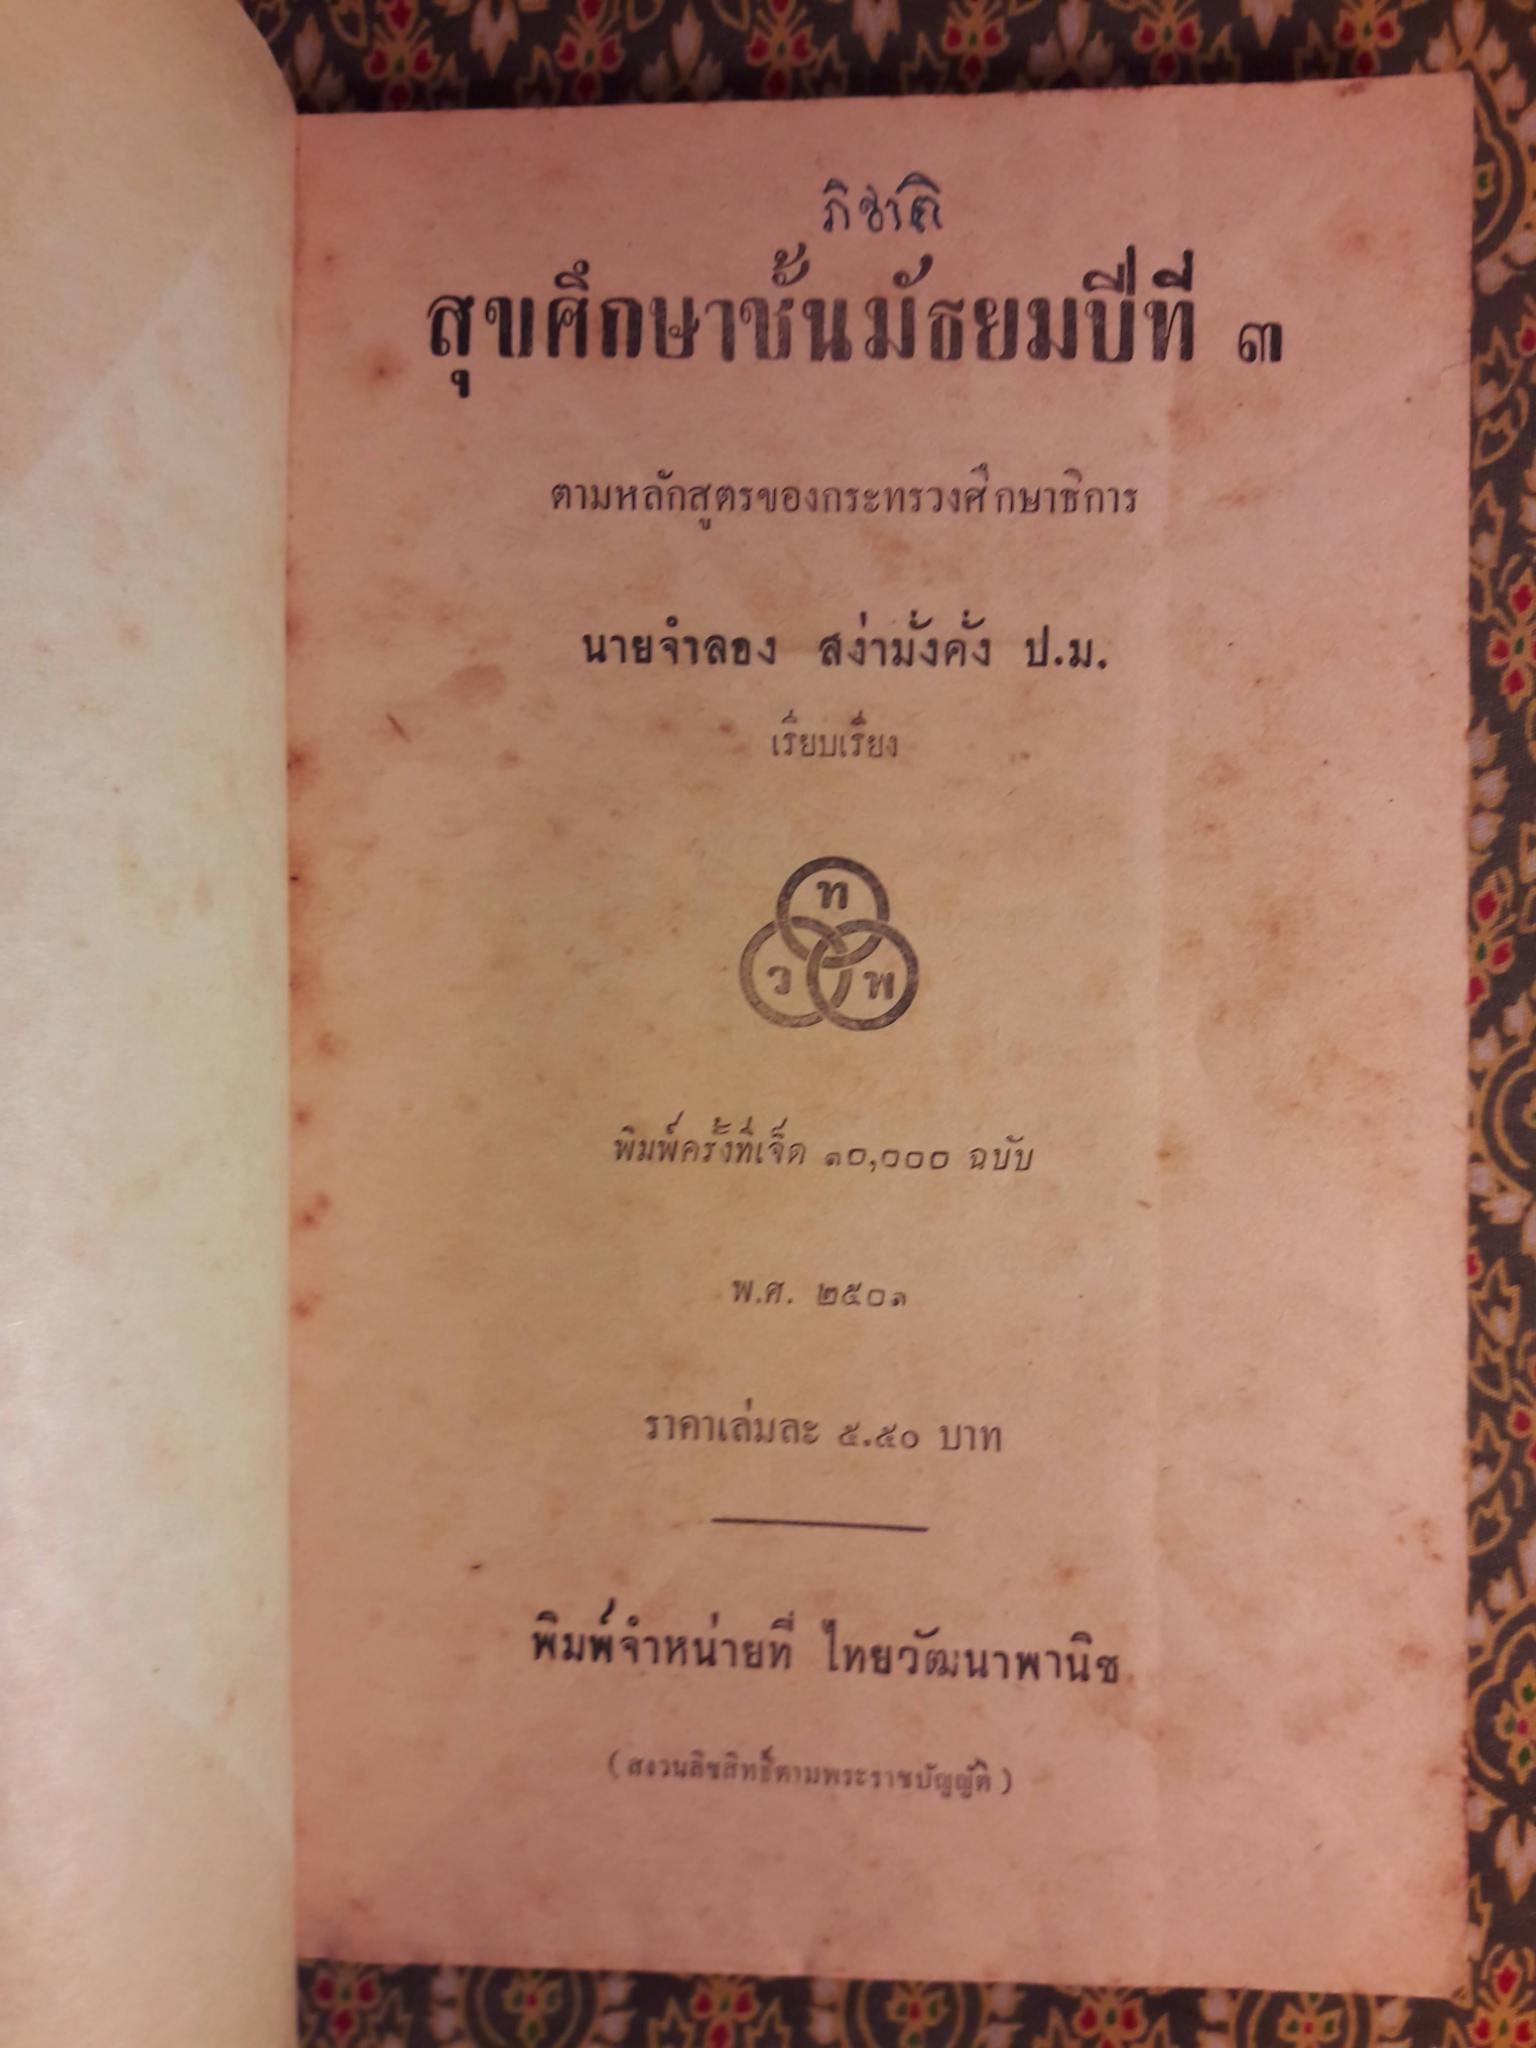 ภิชาติ
สุขศึกษาชั้นมัธยมปีที่ ๓
ตามหลักสูตรของกระทรวงศึกษาธิการ
นายจำลอง สง่ามั่งคั่ง ป.ม.
เรียบเรียง
ท
ว พ
พิมพ์ครั้งที่เจ็ด ๑๐,๐๐๐ ฉบับ
พ.ศ. ๒๕๐๑
ราคาเล่มละ ๕.๕๐ บาท
พิมพ์จำหน่ายที่ ไทยวัฒนาพานิช
(สงวนลิขสิทธิ์ตามพระราชบัญญัติ)